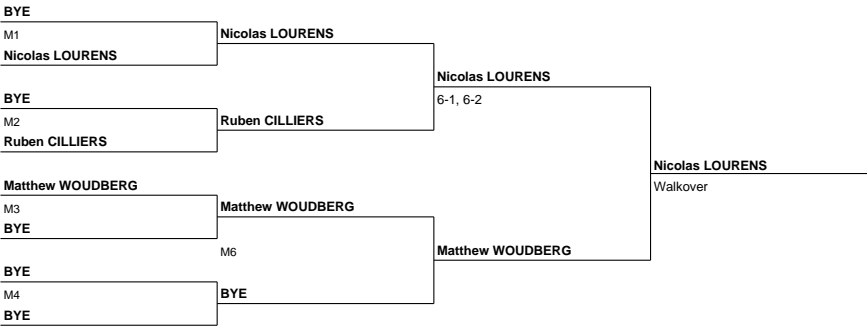 BYE
M1
Nicolas LOURENS
BYE
M2
Ruben CILLIERS
Matthew WOUDBERG
M3
BYE
BYE
M4
BYE
Nicolas LOURENS
Ruben CILLIERS
Matthew WOUDBERG
M6
BYE
Nicolas LOURENS
6-1, 6-2
Matthew WOUDBERG
Nicolas LOURENS
Walkover